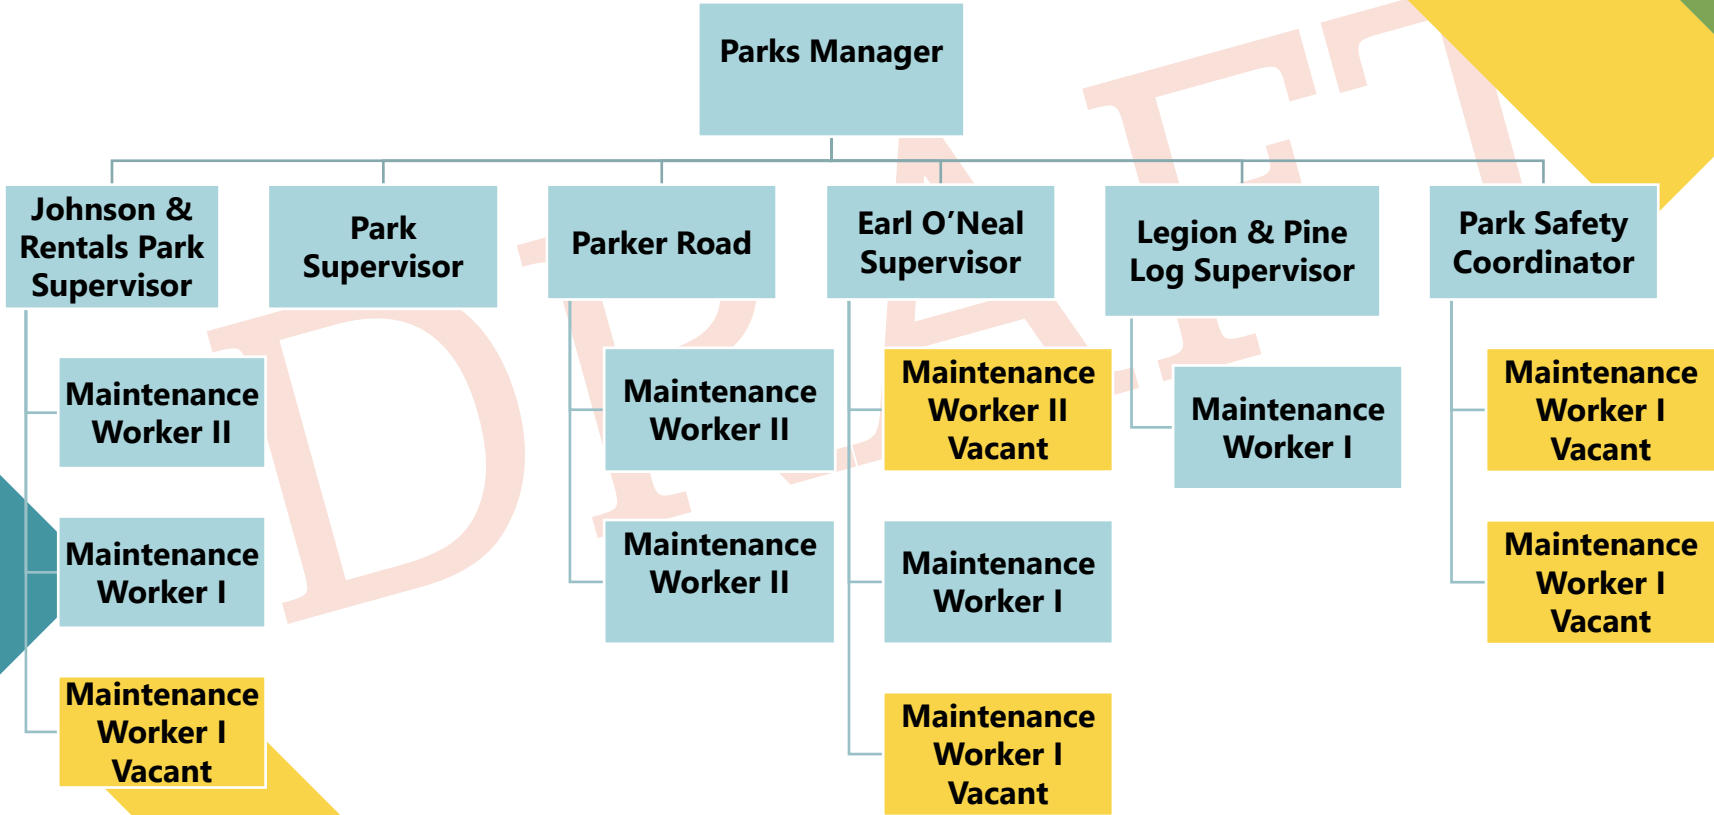 Parks Manager
Johnson &
Rentals Park
Supervisor
Park
Supervisor
Parker Road
Earl O’Neal
Supervisor
Legion & Pine
Log Supervisor
Park Safety
Coordinator
Maintenance
Worker II
Maintenance
Worker I
Maintenance
Worker I
Vacant
Maintenance
Worker II
Maintenance
Worker II
Maintenance
Worker II
Vacant
Maintenance
Worker I
Maintenance
Worker I
Vacant
Maintenance
Worker I
Maintenance
Worker I
Vacant
Maintenance
Worker I
Vacant
DRAFT